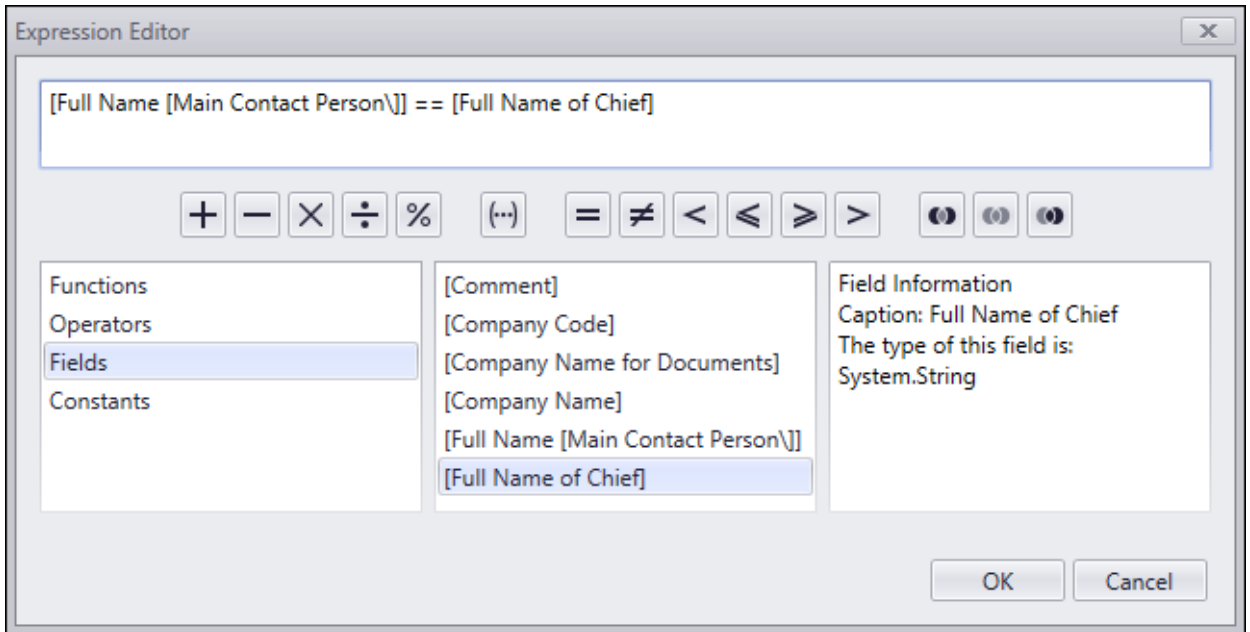 Expression Editor
[Full Name [Main Contact Person\]] == [Full Name of Chief]
+ − × ÷ % (···) = ≠ < ⩽ ⩾ >
Functions
Operators
Fields
Constants
[Comment]
[Company Code]
[Company Name for Documents]
[Company Name]
[Full Name [Main Contact Person\]]
[Full Name of Chief]
Field Information
Caption: Full Name of Chief
The type of this field is:
System.String
OK
Cancel